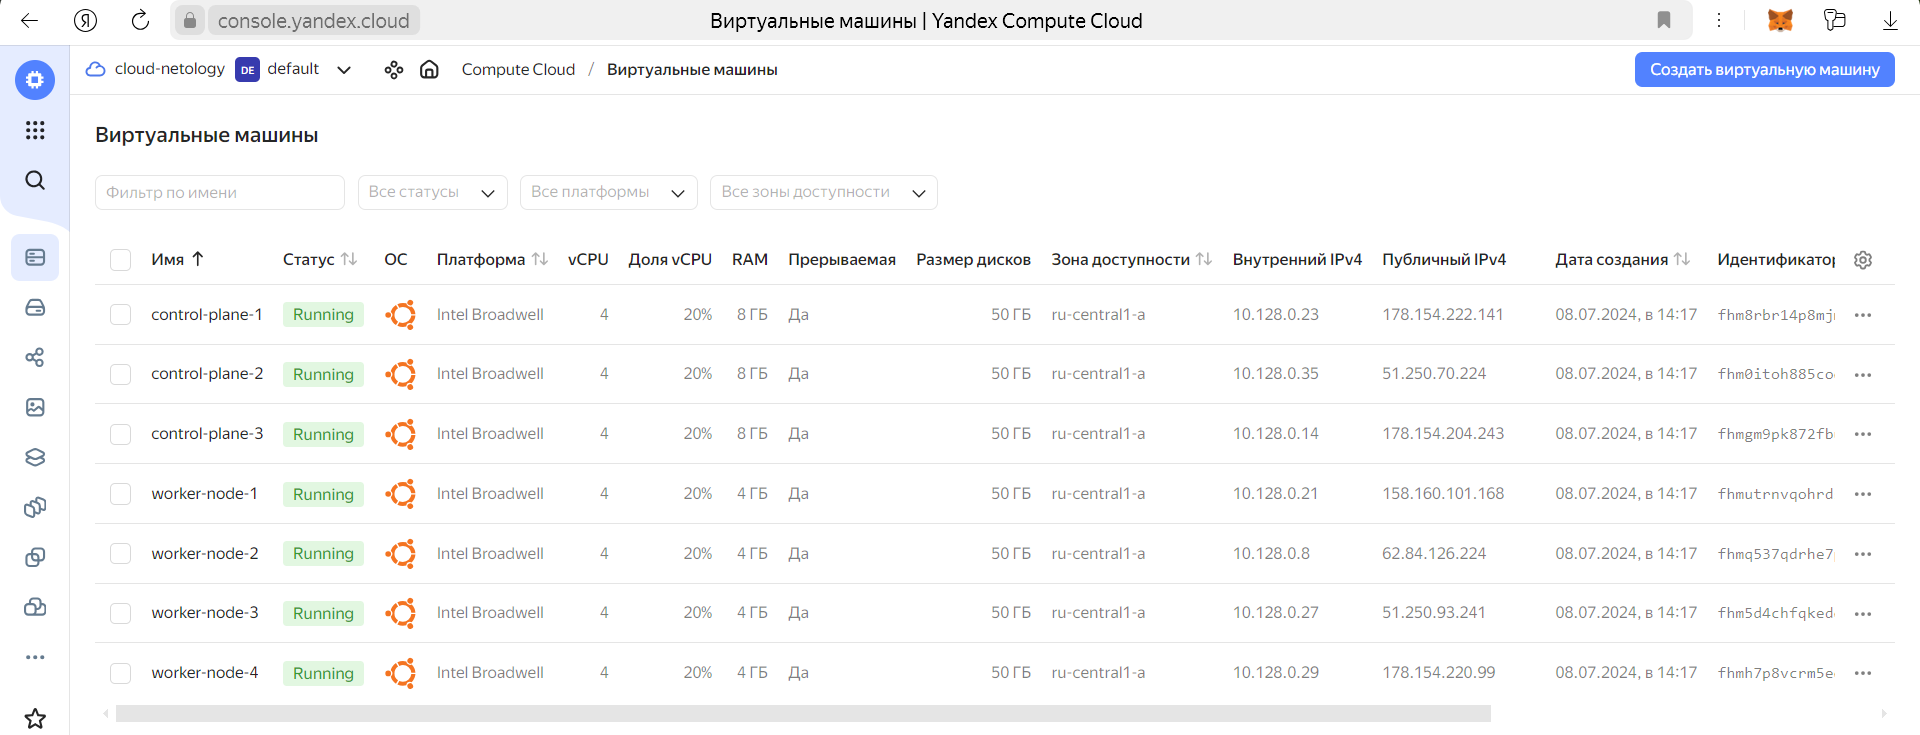 Я console.yandex.cloud Виртуальные машины | Yandex Compute Cloud
cloud-netology DE default Compute Cloud / Виртуальные машины Создать виртуальную машину
Виртуальные машины
Фильтр по имени Все статусы Все платформы Все зоны доступности
Имя Статус ОС Платформа vCPU Доля vCPU RAM Прерываемая Размер дисков Зона доступности Внутренний IPv4 Публичный IPv4 Дата создания Идентификатор
control-plane-1 Running Intel Broadwell 4 20% 8 ГБ Да 50 ГБ ru-central1-a 10.128.0.23 178.154.222.141 08.07.2024, в 14:17 fhm8rbr14p8mj
control-plane-2 Running Intel Broadwell 4 20% 8 ГБ Да 50 ГБ ru-central1-a 10.128.0.35 51.250.70.224 08.07.2024, в 14:17 fhm0itoh885co
control-plane-3 Running Intel Broadwell 4 20% 8 ГБ Да 50 ГБ ru-central1-a 10.128.0.14 178.154.204.243 08.07.2024, в 14:17 fhmgm9pk872fb
worker-node-1 Running Intel Broadwell 4 20% 4 ГБ Да 50 ГБ ru-central1-a 10.128.0.21 158.160.101.168 08.07.2024, в 14:17 fhmutrnvqohrd
worker-node-2 Running Intel Broadwell 4 20% 4 ГБ Да 50 ГБ ru-central1-a 10.128.0.8 62.84.126.224 08.07.2024, в 14:17 fhmq537qdrhe7
worker-node-3 Running Intel Broadwell 4 20% 4 ГБ Да 50 ГБ ru-central1-a 10.128.0.27 51.250.93.241 08.07.2024, в 14:17 fhm5d4chfqked
worker-node-4 Running Intel Broadwell 4 20% 4 ГБ Да 50 ГБ ru-central1-a 10.128.0.29 178.154.220.99 08.07.2024, в 14:17 fhmh7p8vcrm5e